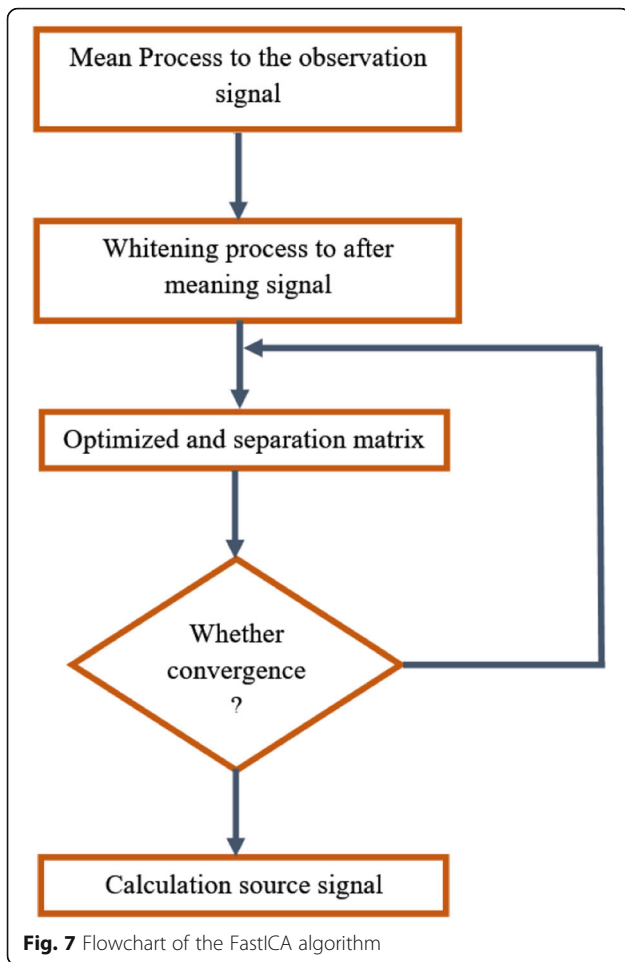 Mean Process to the observation
signal
Whitening process to after
meaning signal
Optimized and separation matrix
Whether
convergence
?
Calculation source signal
Fig. 7 Flowchart of the FastICA algorithm